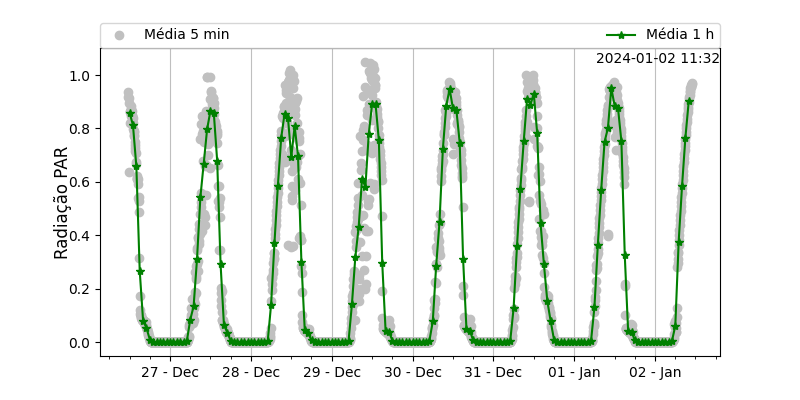 Média 5 min
Média 1 h
2024-01-02 11:32
Radiação PAR
1.0
0.8
0.6
0.4
0.2
0.0
27 - Dec
28 - Dec
29 - Dec
30 - Dec
31 - Dec
01 - Jan
02 - Jan